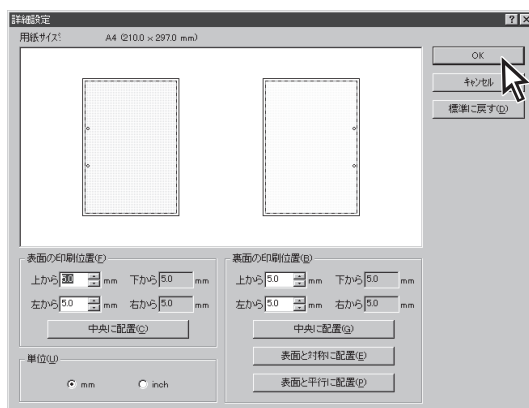 詳細設定
用紙サイズ: A4 (210.0 × 297.0 mm)
OK
キャンセル
標準に戻す(D)
表面の印刷位置(F)
上から 5.0 mm 下から 5.0 mm
左から 5.0 mm 右から 5.0 mm
中央に配置(C)
単位(U)
mm inch
裏面の印刷位置(B)
上から 5.0 mm 下から 5.0 mm
左から 5.0 mm 右から 5.0 mm
中央に配置(G)
表面と対称に配置(E)
表面と平行に配置(P)